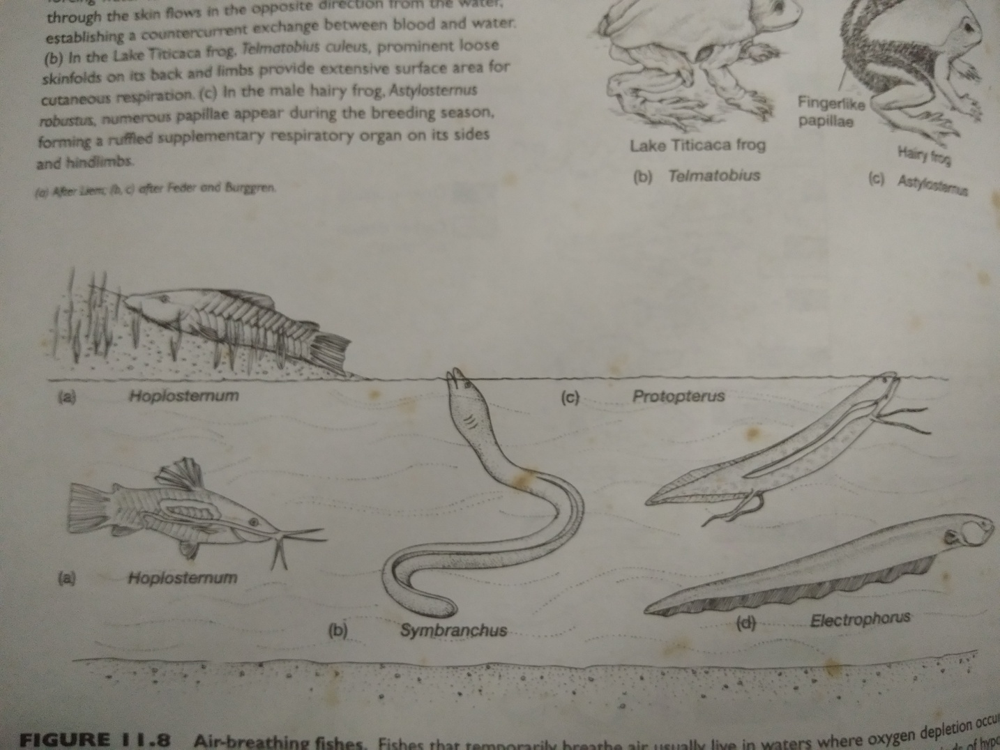 through the skin flows in the opposite direction from the water,
establishing a countercurrent exchange between blood and water.
(b) In the Lake Titicaca frog, Telmatobius culeus, prominent loose
skinfolds on its back and limbs provide extensive surface area for
cutaneous respiration. (c) In the male hairy frog, Astylosternus
robustus, numerous papillae appear during the breeding season,
forming a ruffled supplementary respiratory organ on its sides
and hindlimbs.
(a) After Liem; (b, c) after Feder and Burggren.
Fingerlike
papillae
Lake Titicaca frog
(b) Telmatobius
Hairy frog
(c) Astylosternus
(a) Hoplosternum
(c) Protopterus
(a) Hoplosternum
(b) Symbranchus
(d) Electrophorus
FIGURE 11.8 Air-breathing fishes. Fishes that temporarily breathe air usually live in waters where oxygen depletion